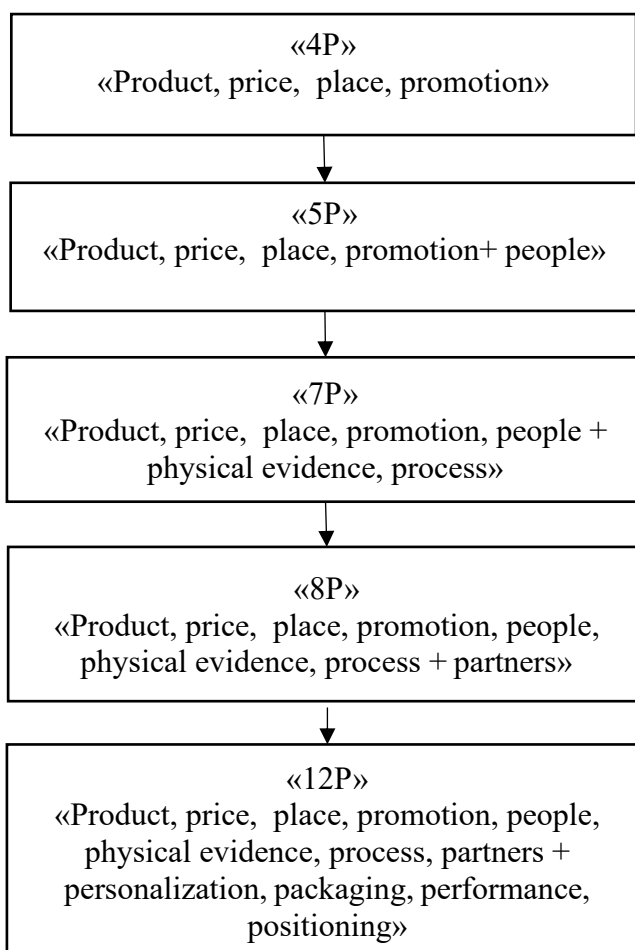 «4P»
«Product, price,  place, promotion»
«5P»
«Product, price,  place, promotion+ people»
«7P»
«Product, price,  place, promotion, people +
physical evidence, process»
«8P»
«Product, price,  place, promotion, people,
physical evidence, process + partners»
«12P»
«Product, price,  place, promotion, people,
physical evidence, process, partners +
personalization, packaging, performance,
positioning»